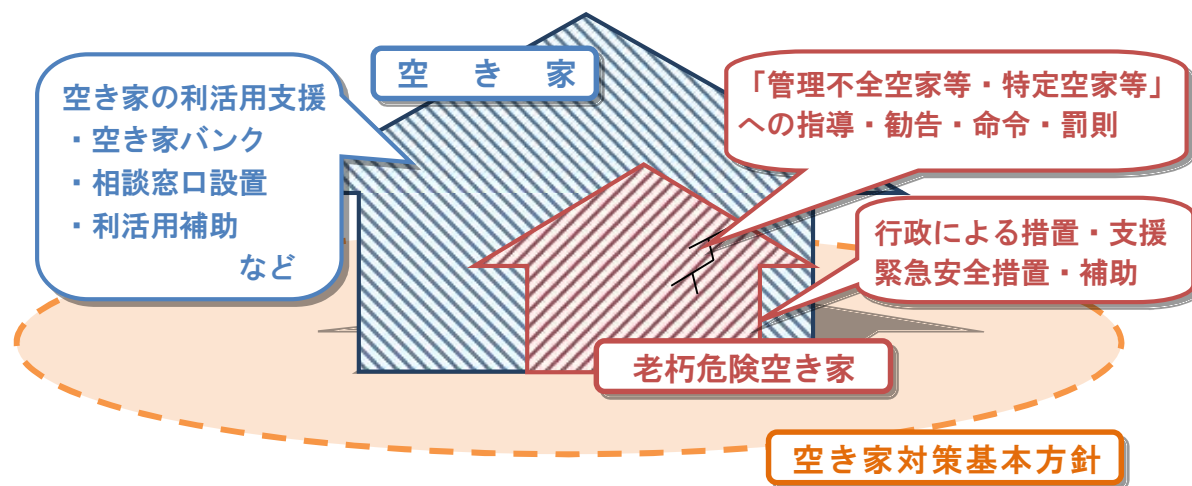 空き家
空き家の利活用支援
・空き家バンク
・相談窓口設置
・利活用補助
など
「管理不全空家等・特定空家等」
への指導・勧告・命令・罰則
行政による措置・支援
緊急安全措置・補助
老朽危険空き家
空き家対策基本方針